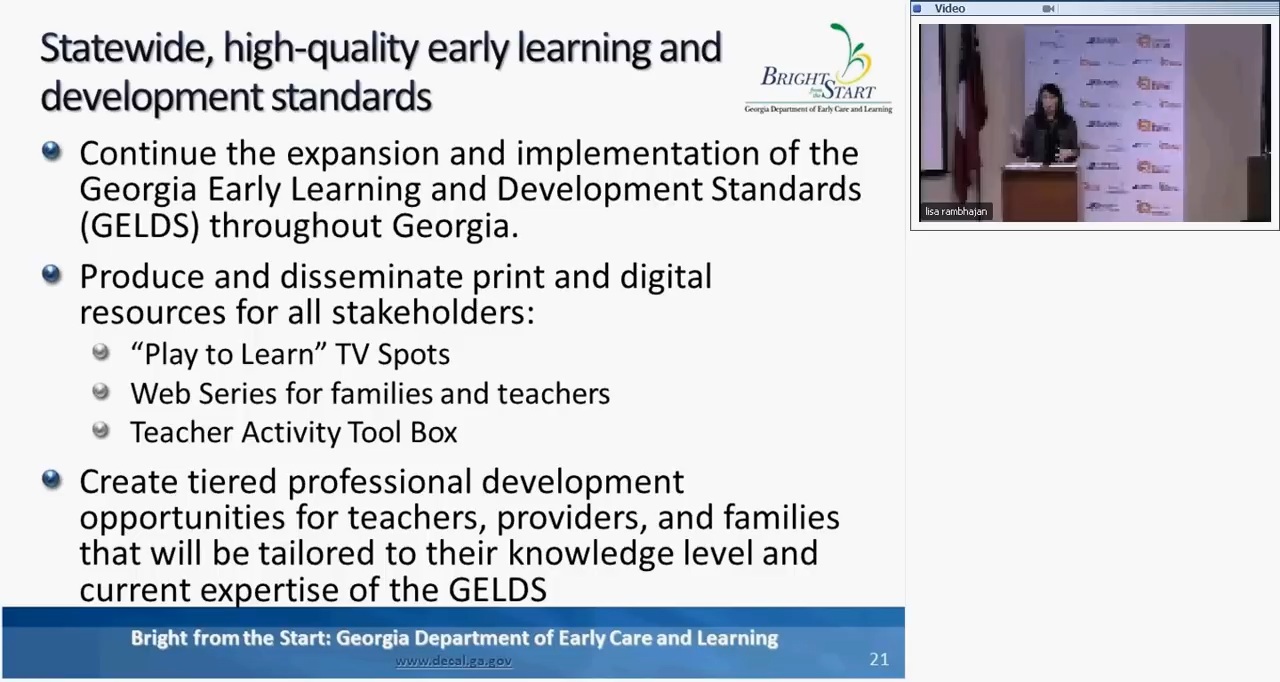 Statewide, high-quality early learning and
development standards
BRIGHT
from
the START
Georgia Department of Early Care and Learning
Continue the expansion and implementation of the
Georgia Early Learning and Development Standards
(GELDS) throughout Georgia.
Produce and disseminate print and digital
resources for all stakeholders:
“Play to Learn” TV Spots
Web Series for families and teachers
Teacher Activity Tool Box
Create tiered professional development
opportunities for teachers, providers, and families
that will be tailored to their knowledge level and
current expertise of the GELDS
Bright from the Start: Georgia Department of Early Care and Learning
www.decal.ga.gov
21
Video
lisa rambhajan